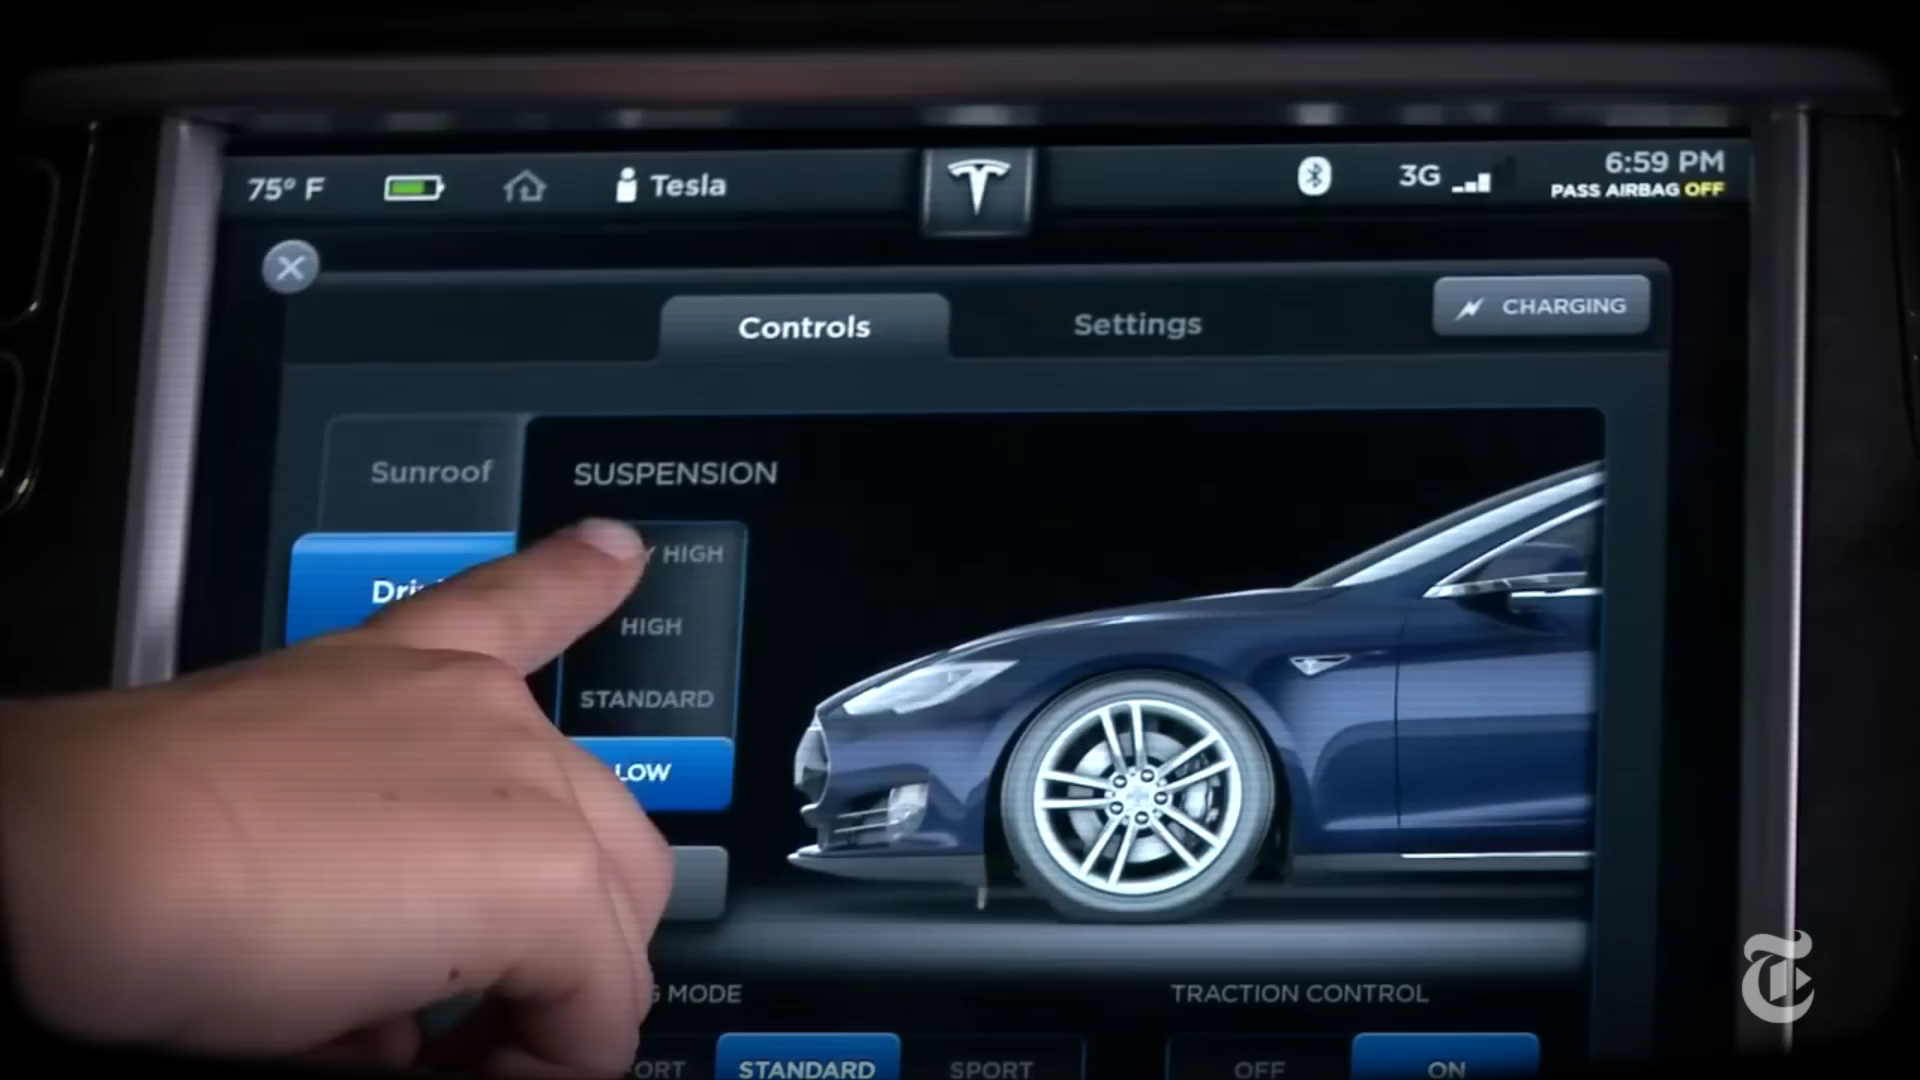 75° F
Tesla
3G
6:59 PM
PASS AIRBAG OFF
Controls
Settings
CHARGING
Sunroof
SUSPENSION
HIGH
HIGH
STANDARD
LOW
MODE
TRACTION CONTROL
STANDARD
SPORT
OFF
ON